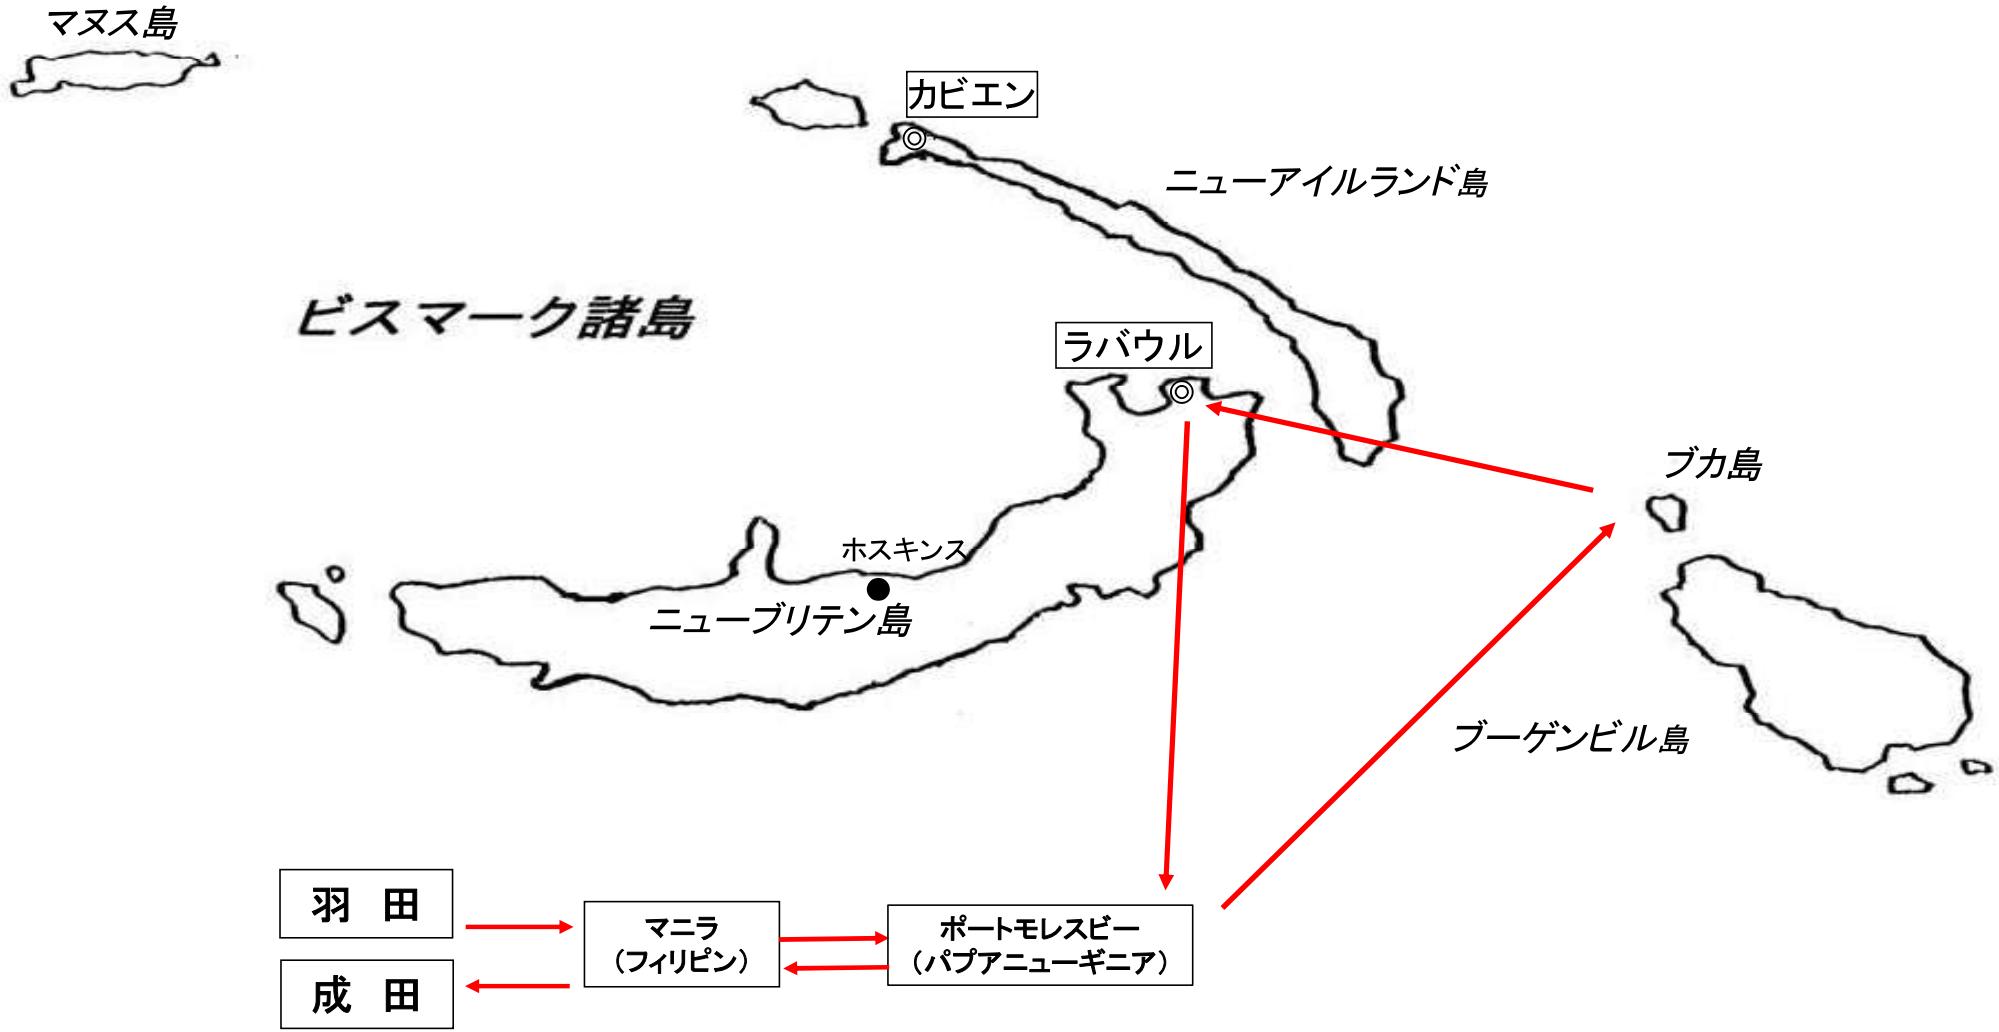 マヌス島
カビエン
ニューアイルランド島
ビスマーク諸島
ラバウル
ブカ島
ホスキンス
ニューブリテン島
ブーゲンビル島
羽　田
マニラ
(フィリピン)
ポートモレスビー
(パプアニューギニア)
成　田